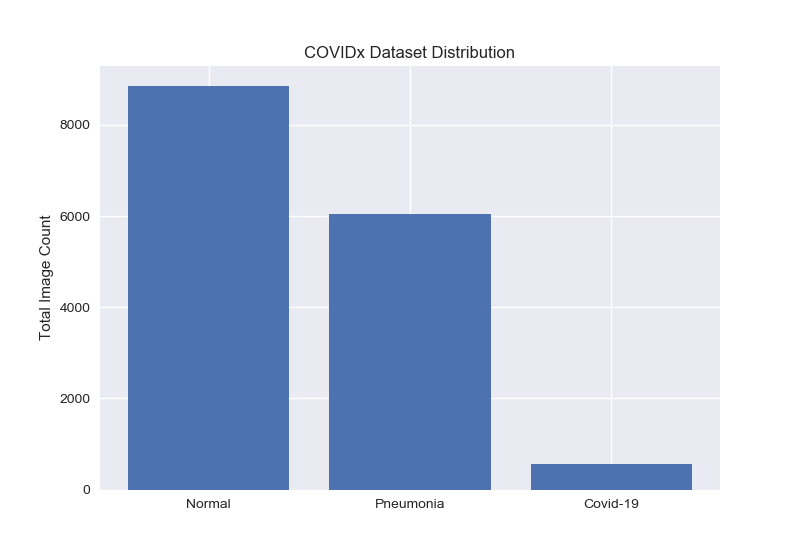 COVIDx Dataset Distribution
Total Image Count
8000
6000
4000
2000
0
Normal
Pneumonia
Covid-19